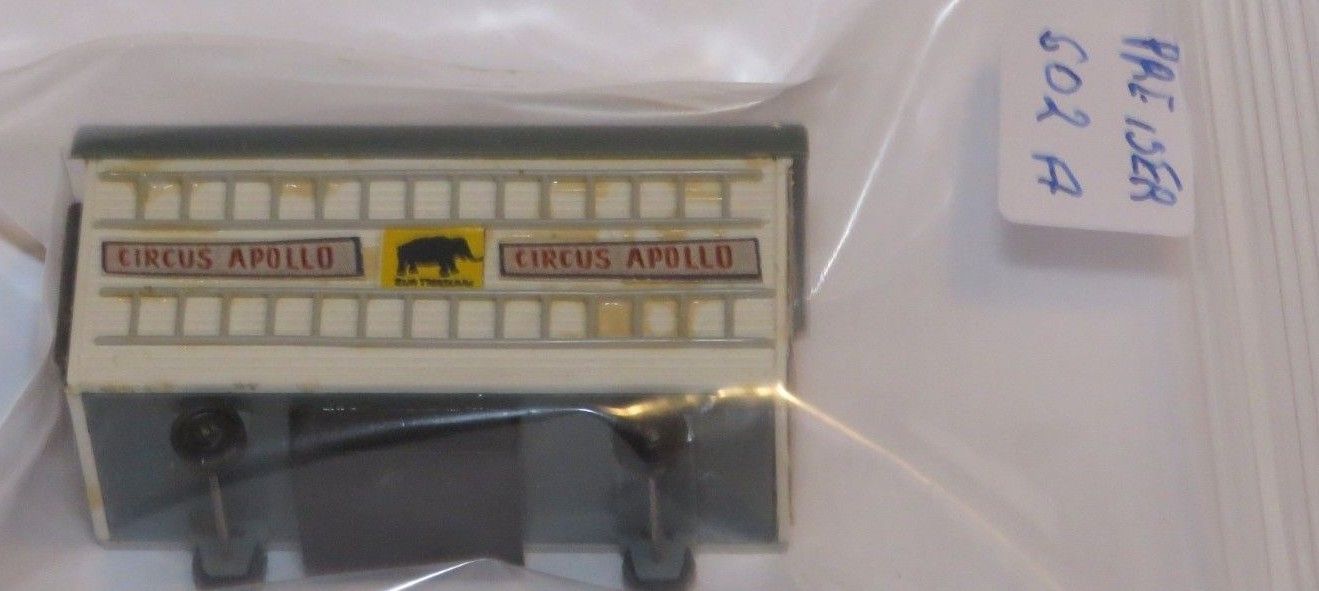 CIRCUS APOLLO
CIRCUS APOLLO
PREISER
602 A